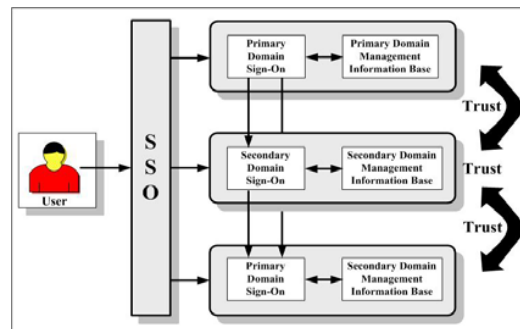 Primary
Domain
Sign-On
Primary Domain
Management
Information Base
Trust
S
S
O
User
Secondary
Domain
Sign-On
Secondary Domain
Management
Information Base
Trust
Trust
Primary
Domain
Sign-On
Secondary Domain
Management
Information Base